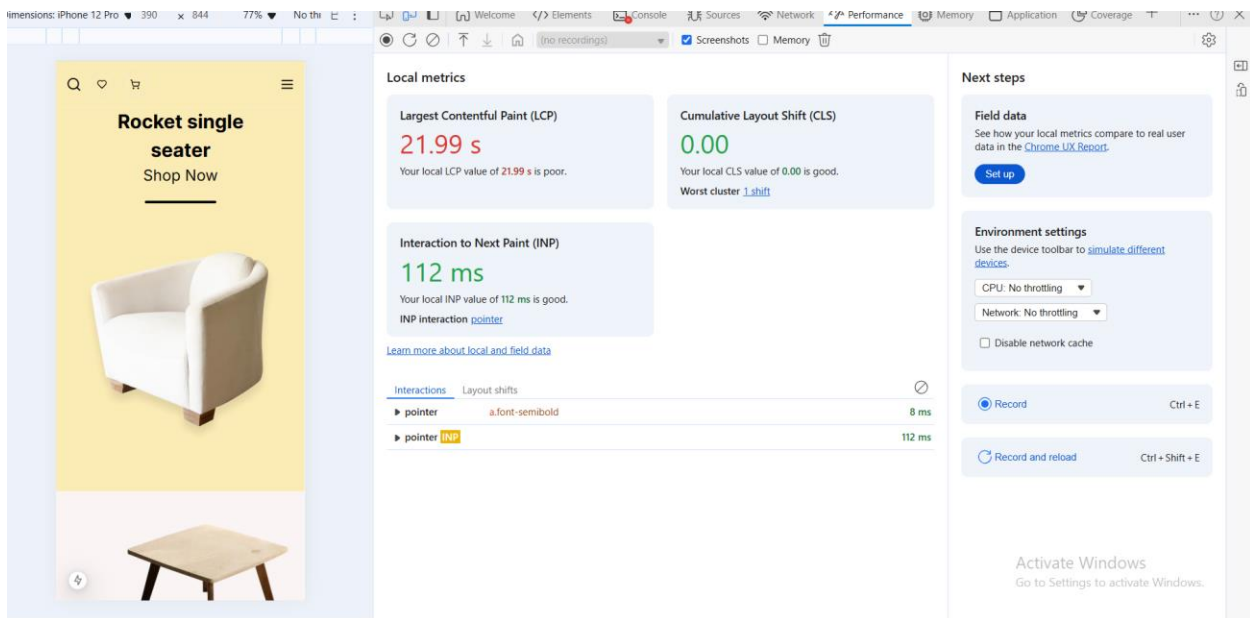 Dimensions: iPhone 12 Pro ▼ 390 x 844 77% ▼ No thr
Welcome </> Elements Console Sources Network Performance Memory Application Coverage
(no recordings) Screenshots Memory
Rocket single
seater
Shop Now
Local metrics
Largest Contentful Paint (LCP)
21.99 s
Your local LCP value of 21.99 s is poor.
Cumulative Layout Shift (CLS)
0.00
Your local CLS value of 0.00 is good.
Worst cluster 1 shift
Interaction to Next Paint (INP)
112 ms
Your local INP value of 112 ms is good.
INP interaction pointer
Learn more about local and field data
Interactions Layout shifts
pointer a.font-semibold 8 ms
pointer INP 112 ms
Next steps
Field data
See how your local metrics compare to real user
data in the Chrome UX Report.
Set up
Environment settings
Use the device toolbar to simulate different
devices.
CPU: No throttling
Network: No throttling
Disable network cache
Record Ctrl + E
Record and reload Ctrl + Shift + E
Activate Windows
Go to Settings to activate Windows.